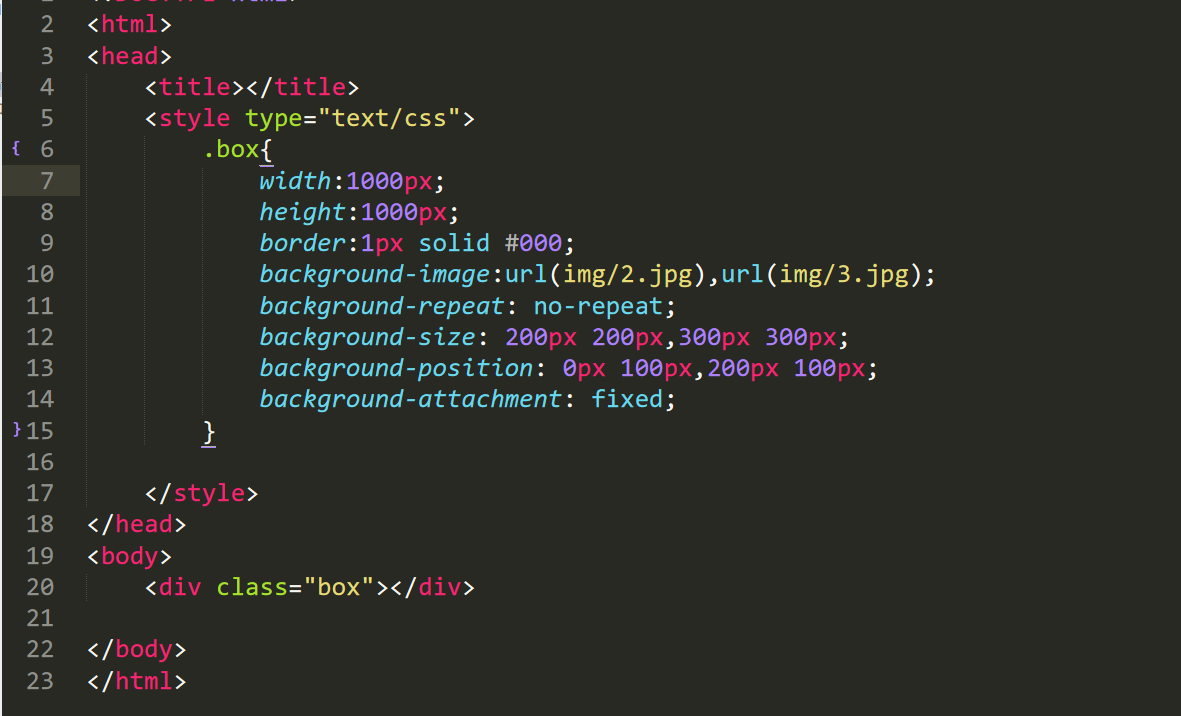 2 <html>
3 <head>
4 <title></title>
5 <style type="text/css">
{ 6 .box{
7 width:1000px;
8 height:1000px;
9 border:1px solid #000;
10 background-image:url(img/2.jpg),url(img/3.jpg);
11 background-repeat: no-repeat;
12 background-size: 200px 200px,300px 300px;
13 background-position: 0px 100px,200px 100px;
14 background-attachment: fixed;
} 15 }
16
17 </style>
18 </head>
19 <body>
20 <div class="box"></div>
21
22 </body>
23 </html>